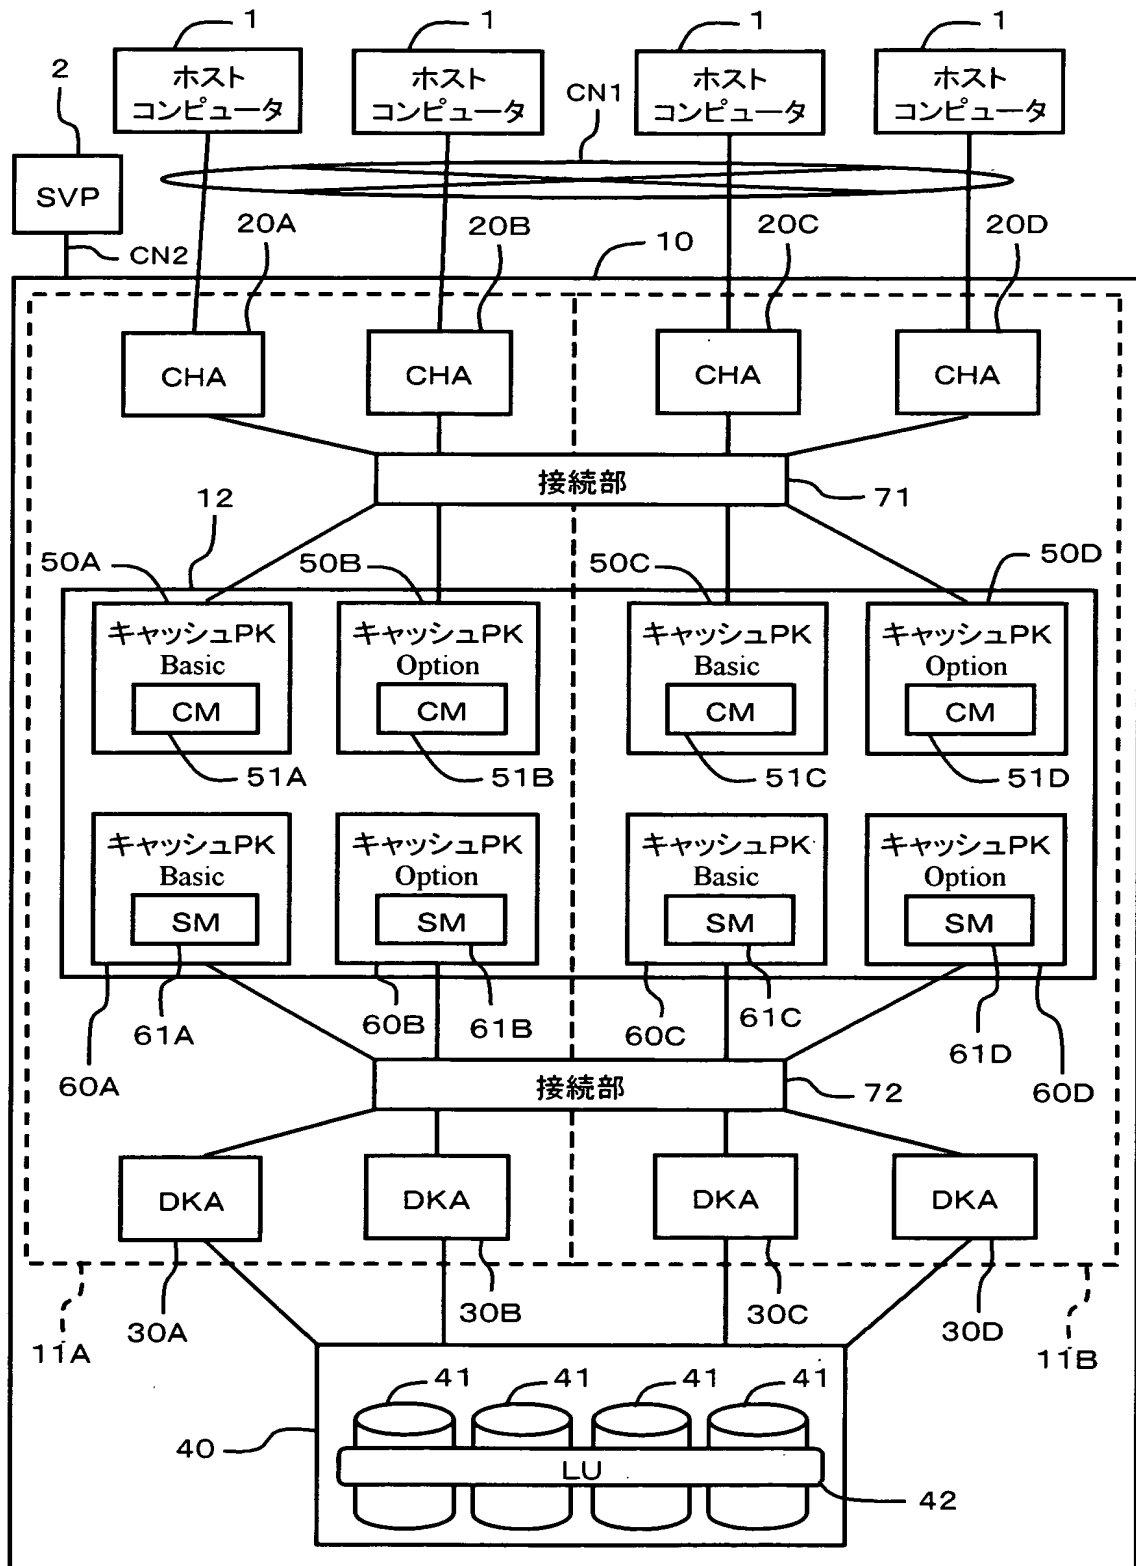 1
1
1
1
2
ホスト
コンピュータ
ホスト
コンピュータ
ホスト
コンピュータ
ホスト
コンピュータ
CN1
SVP
CN2
20A
20B
10
20C
20D
CHA
CHA
CHA
CHA
接続部
71
12
50A
50B
50C
50D
キャッシュPK
Basic
CM
キャッシュPK
Option
CM
キャッシュPK
Basic
CM
キャッシュPK
Option
CM
51A
51B
51C
51D
キャッシュPK
Basic
SM
キャッシュPK
Option
SM
キャッシュPK
Basic
SM
キャッシュPK
Option
SM
60A
61A
60B
61B
60C
61C
61D
60D
接続部
72
DKA
DKA
DKA
DKA
11A
30A
30B
30C
30D
11B
41
41
41
41
40
LU
42